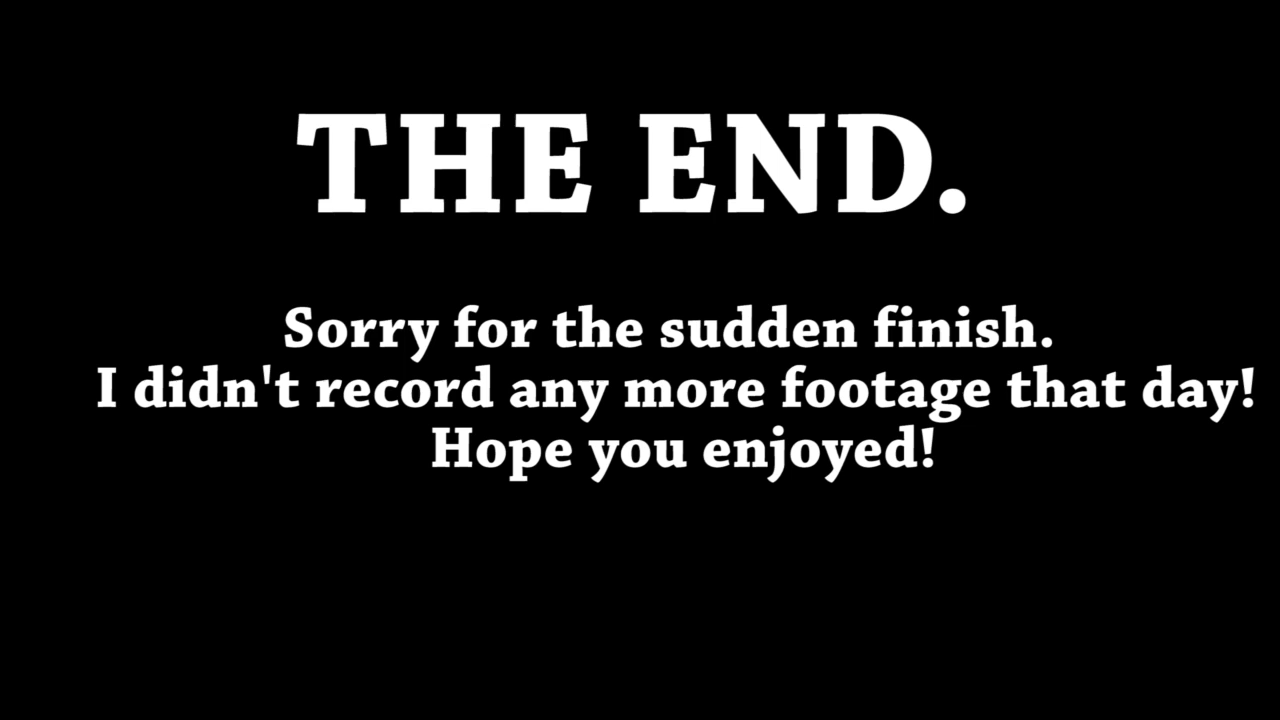 THE END.
Sorry for the sudden finish.
I didn't record any more footage that day!
Hope you enjoyed!